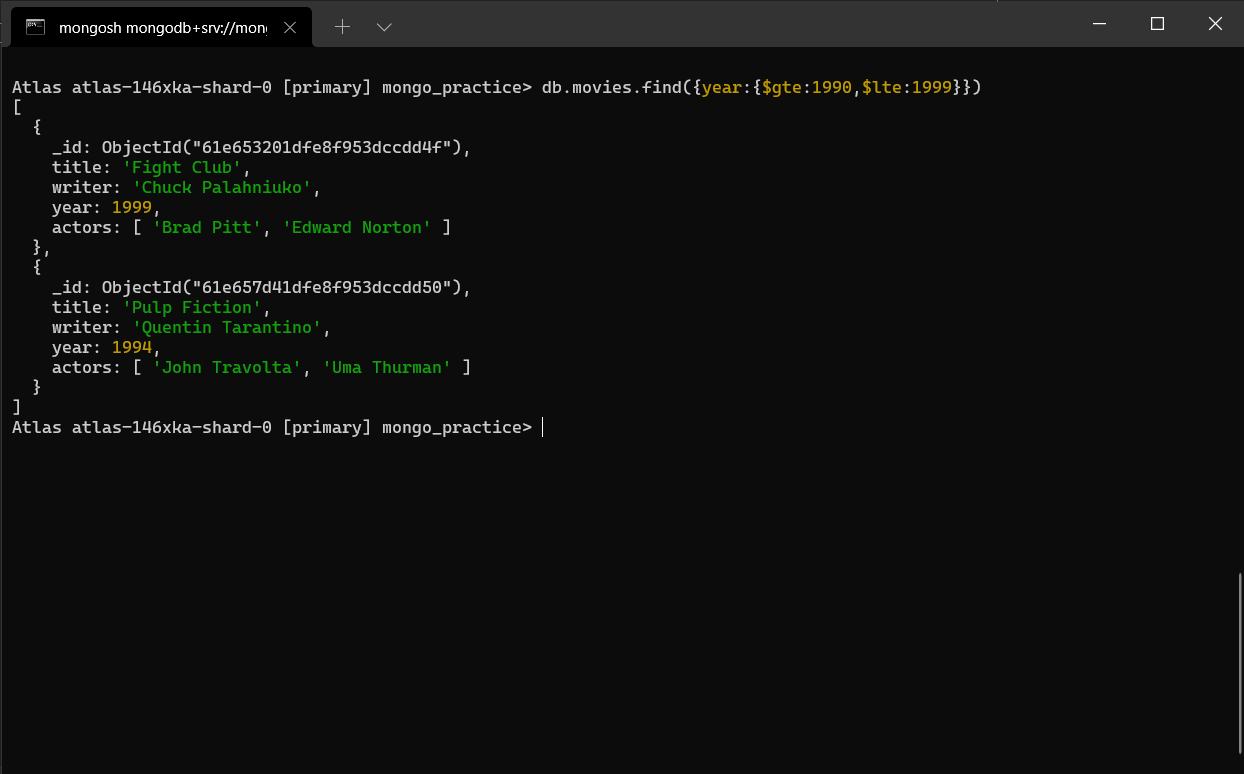 mongosh mongodb+srv://mon
Atlas atlas-146xka-shard-0 [primary] mongo_practice> db.movies.find({year:{$gte:1990,$lte:1999}})
[
  {
    _id: ObjectId("61e653201dfe8f953dccdd4f"),
    title: 'Fight Club',
    writer: 'Chuck Palahniuko',
    year: 1999,
    actors: [ 'Brad Pitt', 'Edward Norton' ]
  },
  {
    _id: ObjectId("61e657d41dfe8f953dccdd50"),
    title: 'Pulp Fiction',
    writer: 'Quentin Tarantino',
    year: 1994,
    actors: [ 'John Travolta', 'Uma Thurman' ]
  }
]
Atlas atlas-146xka-shard-0 [primary] mongo_practice>